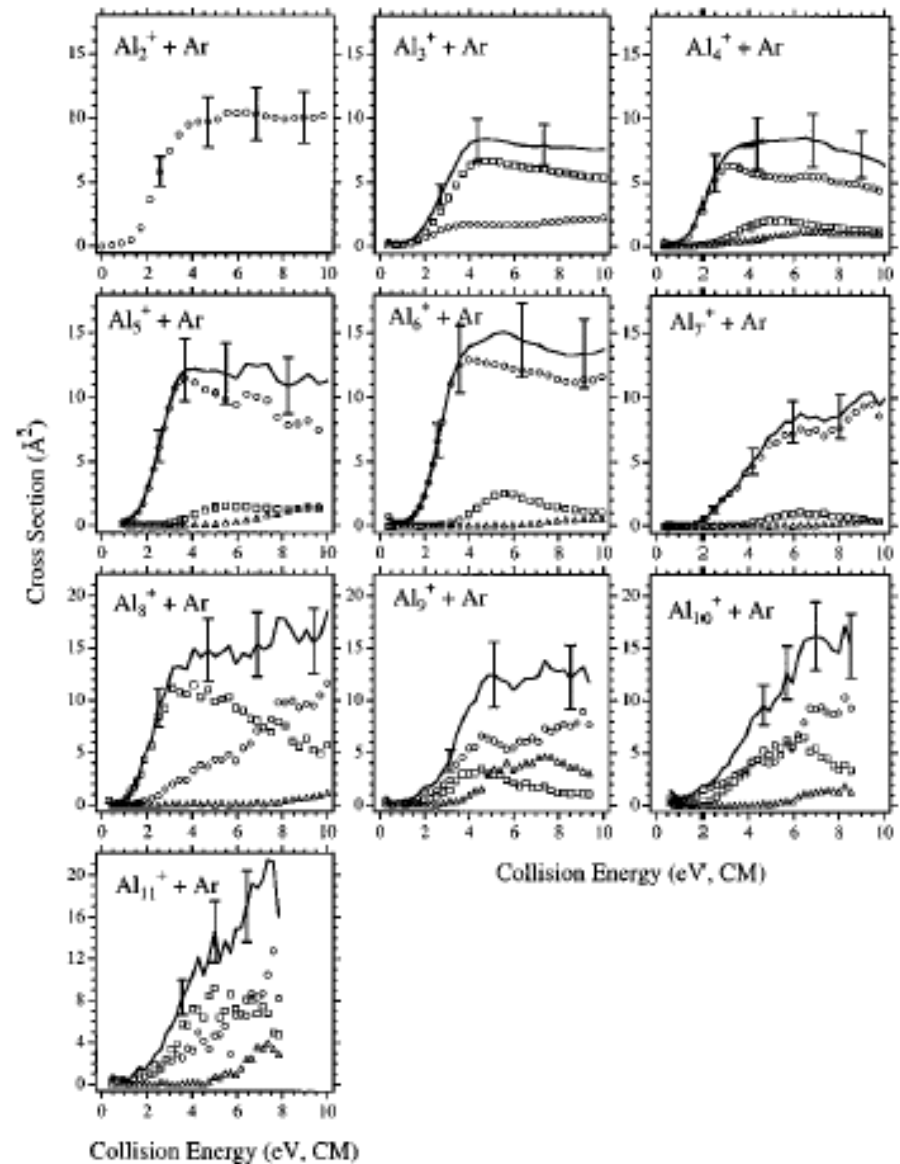 Al₂⁺ + Ar
Al₃⁺ + Ar
Al₄⁺ + Ar
15
10
5
0
0 2 4 6 8 10
15
10
5
0
0 2 4 6 8 10
15
10
5
0
0 2 4 6 8 10
Al₅⁺ + Ar
Al₆⁺ + Ar
Al₇⁺ + Ar
15
10
5
0
0 2 4 6 8 10
15
10
5
0
0 2 4 6 8 10
15
10
5
0
0 2 4 6 8 10
Cross Section (Å²)
Al₈⁺ + Ar
Al₉⁺ + Ar
Al₁₀⁺ + Ar
20
15
10
5
0
0 2 4 6 8 10
20
15
10
5
0
0 2 4 6 8 10
20
15
10
5
0
0 2 4 6 8 10
Al₁₁⁺ + Ar
20
16
12
8
4
0
0 2 4 6 8 10
Collision Energy (eV, CM)
Collision Energy (eV, CM)